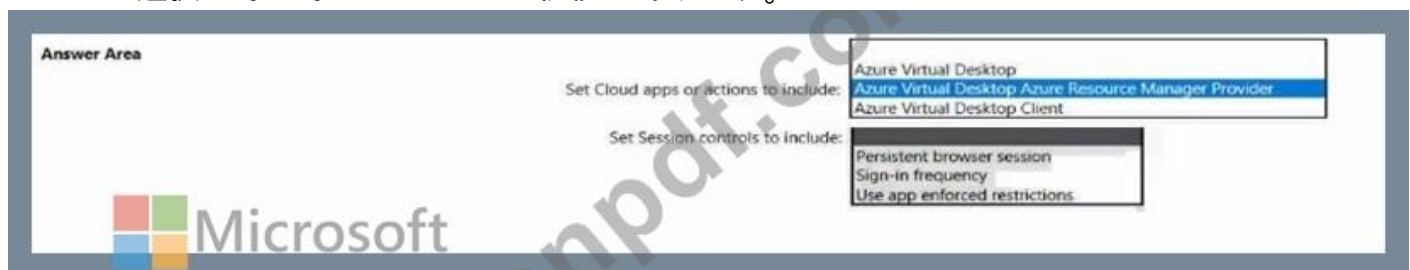 Answer Area
Set Cloud apps or actions to include:
Azure Virtual Desktop
Azure Virtual Desktop Azure Resource Manager Provider
Azure Virtual Desktop Client
Set Session controls to include:
Persistent browser session
Sign-in frequency
Use app enforced restrictions
Microsoft